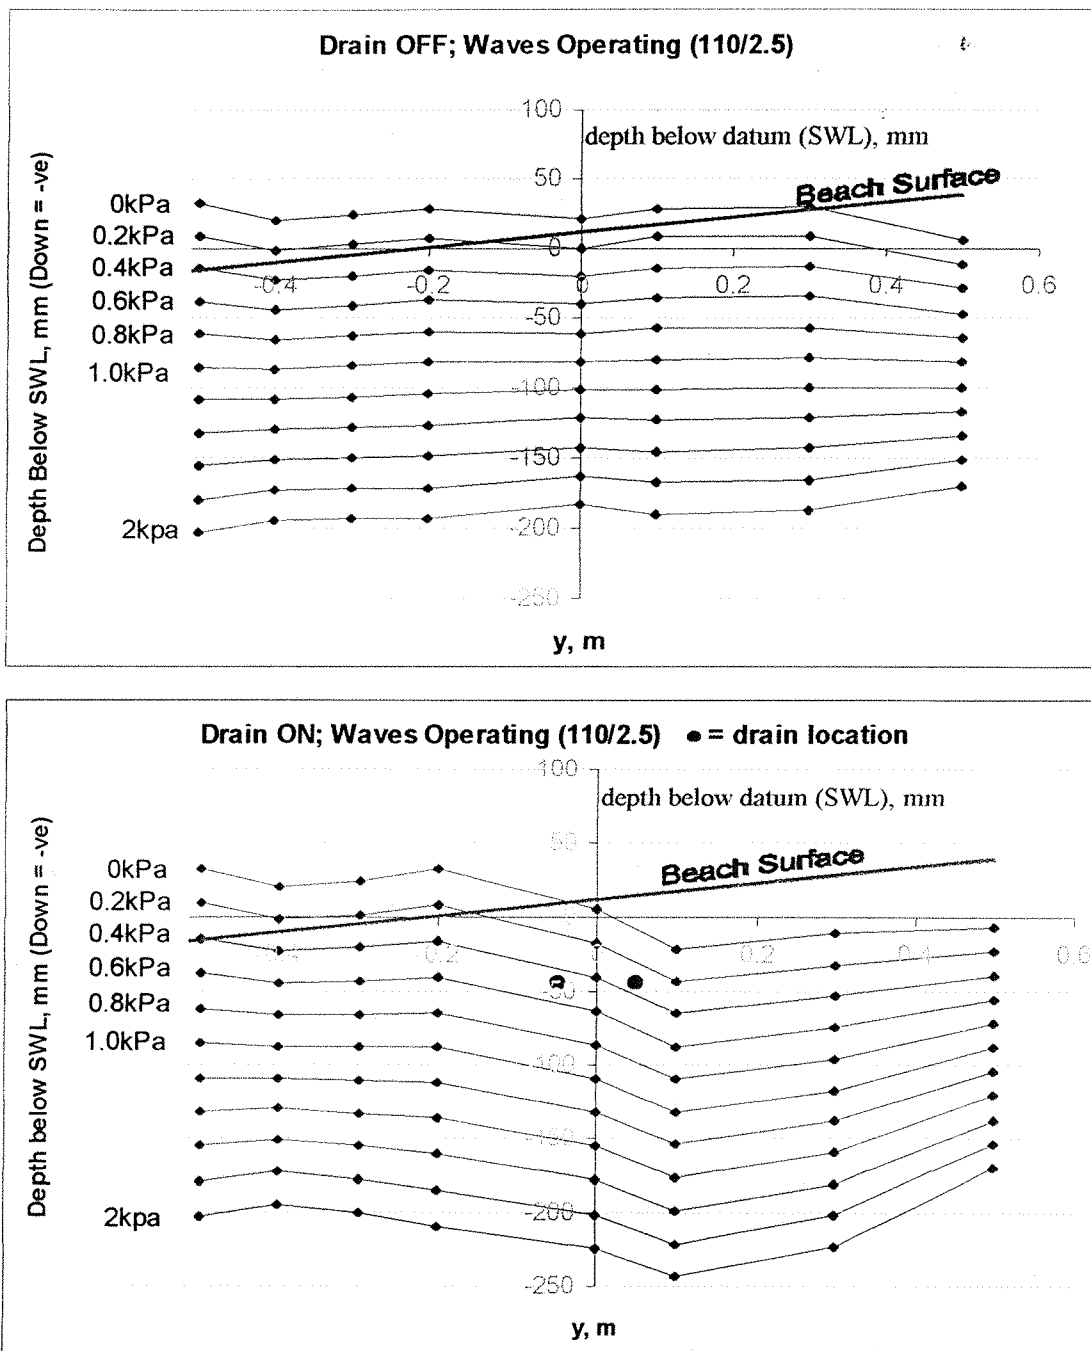 Drain OFF; Waves Operating (110/2.5)
100
depth below datum (SWL), mm
Depth Below SWL, mm (Down = -ve)
50
Beach Surface
0kPa
0.2kPa
0
0.4kPa
-0.4
-0.2
0
0.2
0.4
0.6
0.6kPa
-50
0.8kPa
1.0kPa
-100
-150
2kpa
-200
-250
y, m
Drain ON; Waves Operating (110/2.5) ● = drain location
100
depth below datum (SWL), mm
Depth below SWL, mm (Down = -ve)
50
Beach Surface
0kPa
0.2kPa
0
0.4kPa
-0.4
-0.2
0.2
0.4
0.6
0.6kPa
-50
0.8kPa
1.0kPa
-100
-150
2kpa
-200
-250
y, m